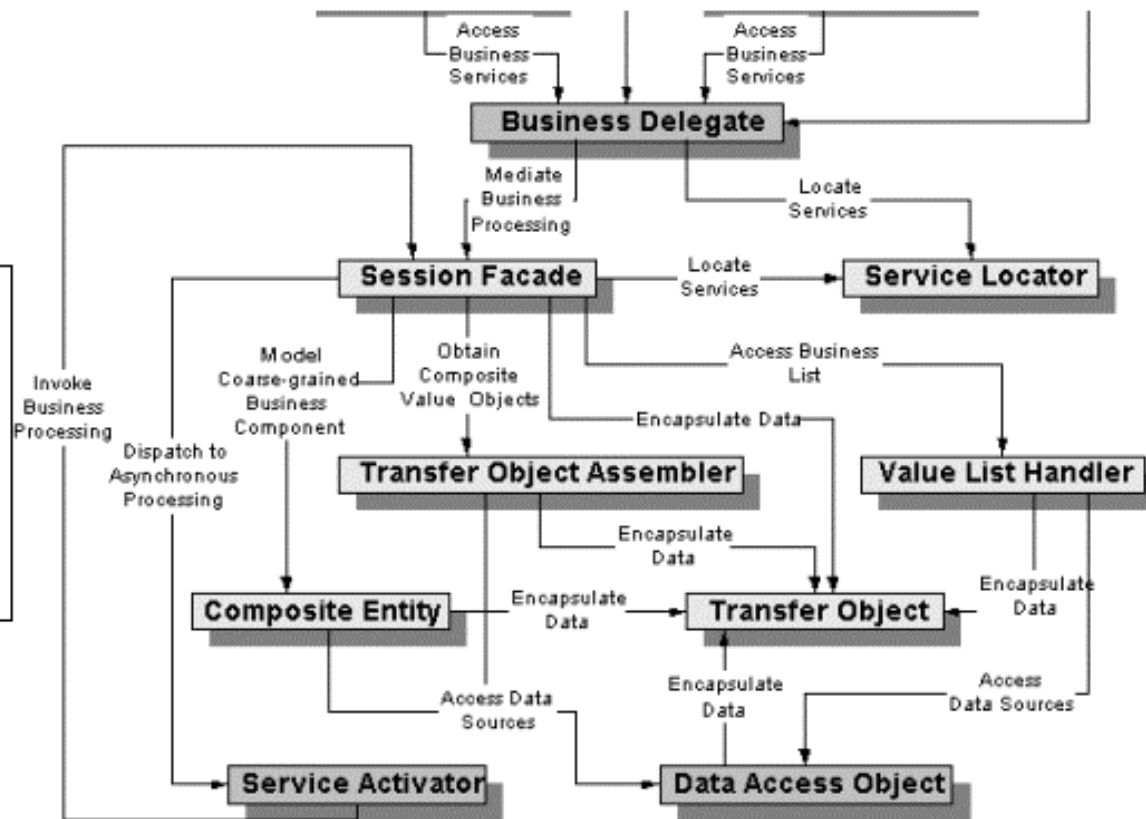 Access
Business
Services
Access
Business
Services
Business Delegate
Mediate
Business
Processing
Locate
Services
Session Facade
Locate
Services
Service Locator
Invoke
Business
Processing
Model
Coarse-grained
Business
Component
Obtain
Composite
Value Objects
Access Business
List
Encapsulate Data
Dispatch to
Asynchronous
Processing
Transfer Object Assembler
Value List Handler
Encapsulate
Data
Composite Entity
Encapsulate
Data
Transfer Object
Encapsulate
Data
Access Data
Sources
Encapsulate
Data
Access
Data Sources
Service Activator
Data Access Object